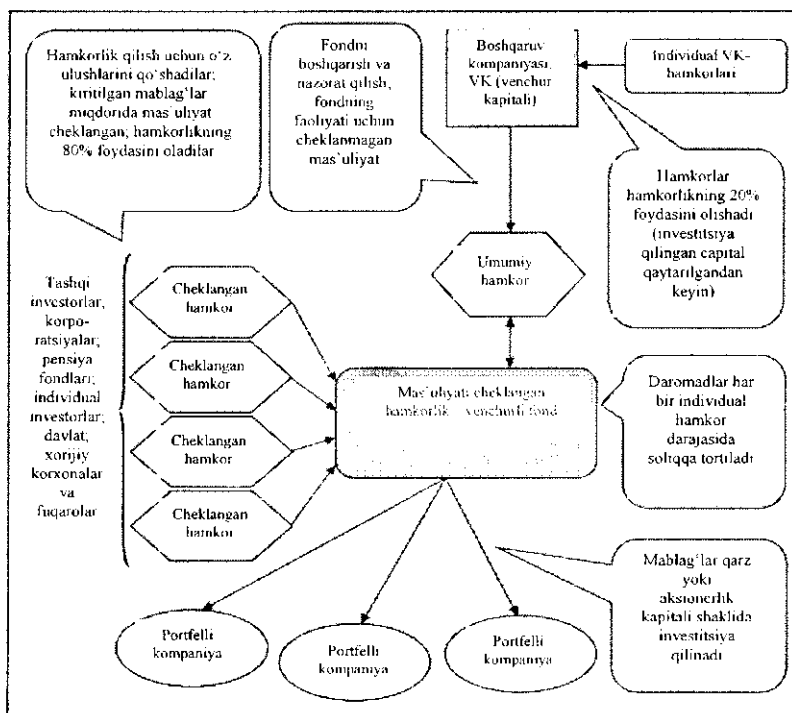 Hamkorlik qilish uchun o‘z
ulushlarini qo‘shadilar;
kiritilgan mablag‘lar
miqdorida mas`uliyat
cheklangan; hamkorlikning
80% foydasini oladilar
Fondni
boshqarish va
nazorat qilish,
fondning
faoliyati uchun
cheklanmagan
mas`uliyat
Boshqaruv
kompaniyasi,
VK (venchur
kapitali)
Individual VK-
hamkorlari
Hamkorlar
hamkorlikning 20%
foydasini olishadi
(investitsiya
qilingan capital
qaytarilgandan
keyin)
Umumiy
hamkor
Tashqi
investorlar,
korpo-
ratsiyalar;
pensiya
fondlari;
individual
investorlar;
davlat;
xorijiy
korxonalar
va
fuqarolar
Cheklangan
hamkor
Cheklangan
hamkor
Cheklangan
hamkor
Cheklangan
hamkor
Mas`uliyati cheklangan
hamkorlik venchurli fond
Daromadlar har
bir individual
hamkor
darajasida
soliqqa tortiladi
Mablag‘lar qarz
yoki
aksionerlik
kapitali shaklida
investitsiya
qilinadi
Portfelli
kompaniya
Portfelli
kompaniya
Portfelli
kompaniya